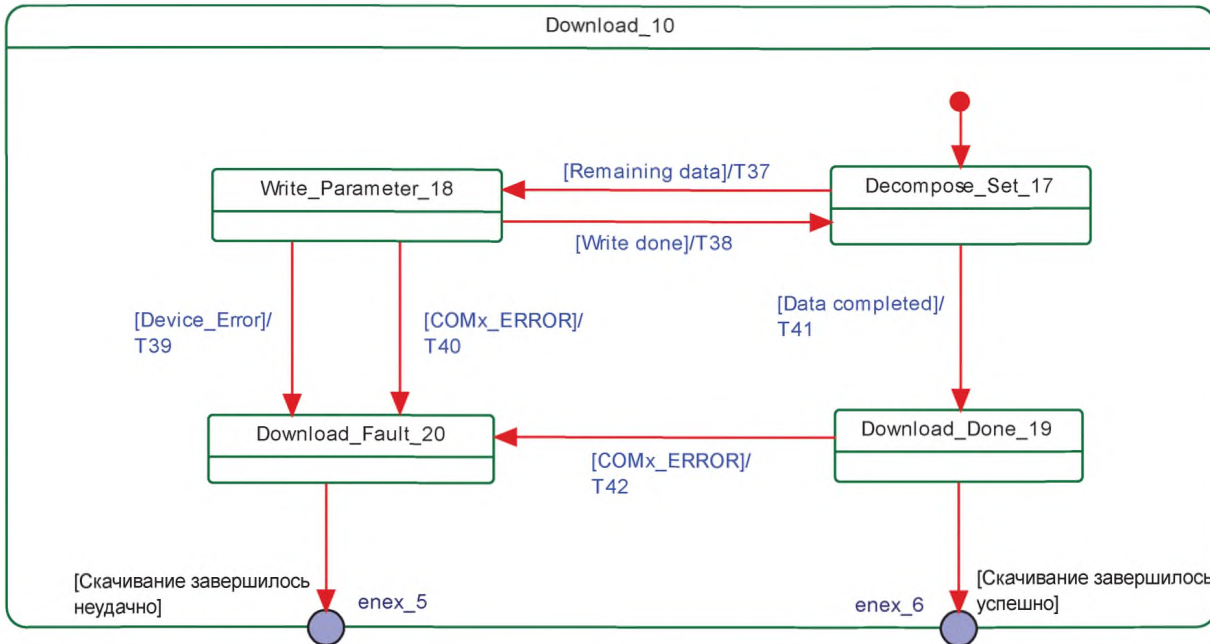 Download_10
[Remaining data]/T37
Write_Parameter_18
Decompose_Set_17
[Write done]/T38
[Device_Error]/
T39
[COMx_ERROR]/
T40
[Data completed]/
T41
Download_Fault_20
Download_Done_19
[COMx_ERROR]/
T42
[Скачивание завершилось
неудачно]
enex_5
enex_6
[Скачивание завершилось
успешно]